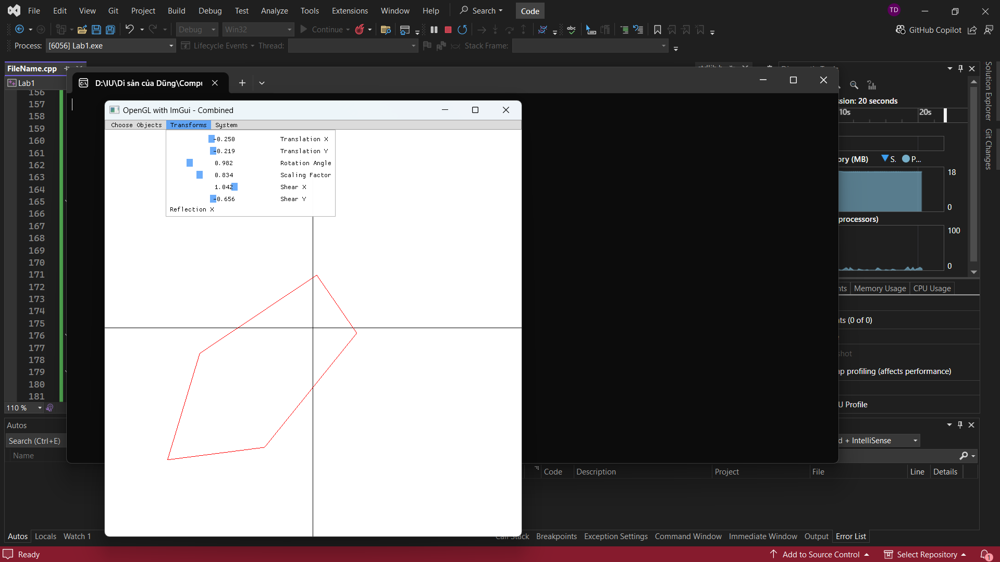 File Edit View Git Project Build Debug Test Analyze Tools Extensions Window Help Search Code TD
Debug Win32 Continue abc GitHub Copilot
Process: [6056] Lab1.exe Lifecycle Events Thread: Stack Frame:
FileName.cpp
Lab1
D:\IU\Di sản của Dũng\Compu
156
157
158
159
160
161
162
163
164
165
166
167
168
169
170
171
172
173
174
175
176
177
178
179
180
181
110 %
OpenGL with ImGui - Combined
Choose Objects Transforms System
-0.250 Translation X
-0.219 Translation Y
0.982 Rotation Angle
0.834 Scaling Factor
1.042 Shear X
-0.656 Shear Y
Reflection X
ssion: 20 seconds
10s 20s
ory (MB) S. P...
18
0
processors)
100
0
nts Memory Usage CPU Usage
nts (0 of 0)
shot
ap profiling (affects performance)
U Profile
Solution Explorer
Git Changes
Autos
Search (Ctrl+E)
Name
d + IntelliSense
Code Description Project File Line Details
Autos Locals Watch 1
Call Stack Breakpoints Exception Settings Command Window Immediate Window Output Error List
Ready Add to Source Control Select Repository 1